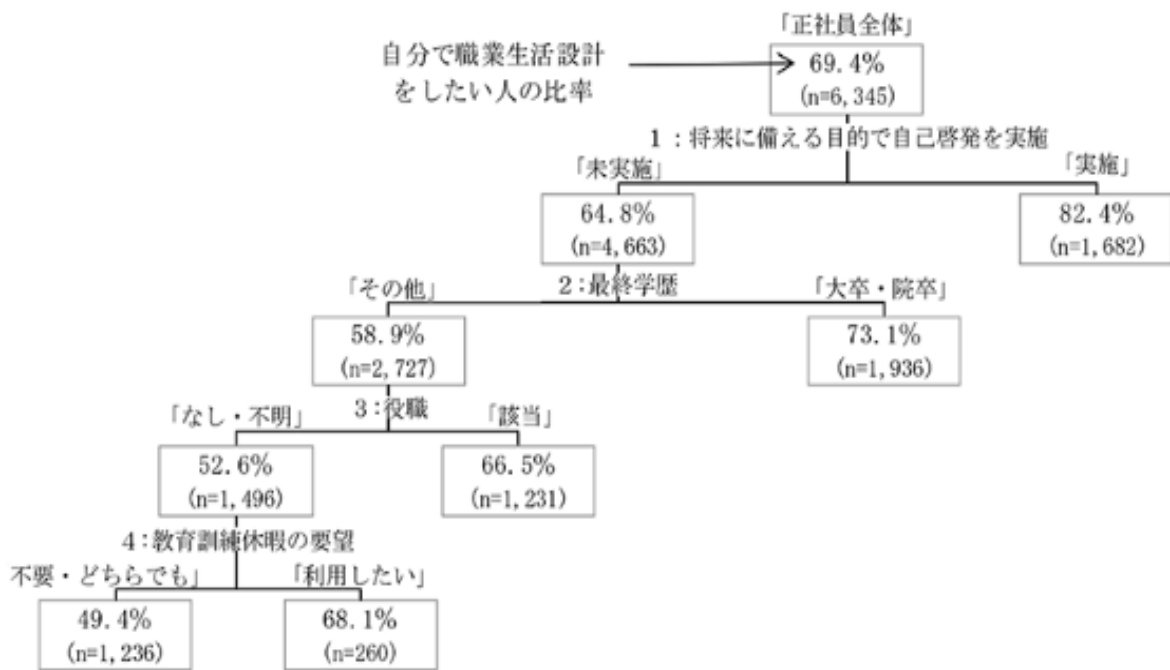 「正社員全体」
自分で職業生活設計
をしたい人の比率
69.4%
(n=6,345)
1：将来に備える目的で自己啓発を実施
「未実施」
「実施」
64.8%
(n=4,663)
82.4%
(n=1,682)
2：最終学歴
「その他」
「大卒・院卒」
58.9%
(n=2,727)
73.1%
(n=1,936)
3：役職
「なし・不明」
「該当」
52.6%
(n=1,496)
66.5%
(n=1,231)
4：教育訓練休暇の要望
不要・どちらでも」
「利用したい」
49.4%
(n=1,236)
68.1%
(n=260)